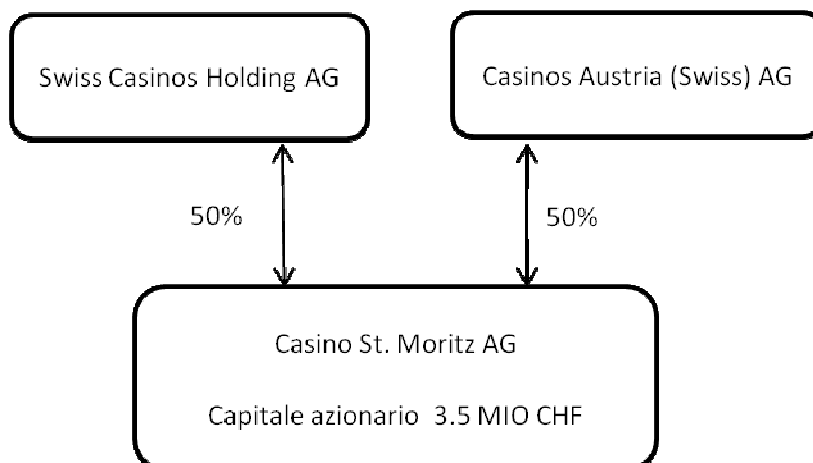 Swiss Casinos Holding AG
Casinos Austria (Swiss) AG
50%
50%
Casino St. Moritz AG
Capitale azionario 3.5 MIO CHF